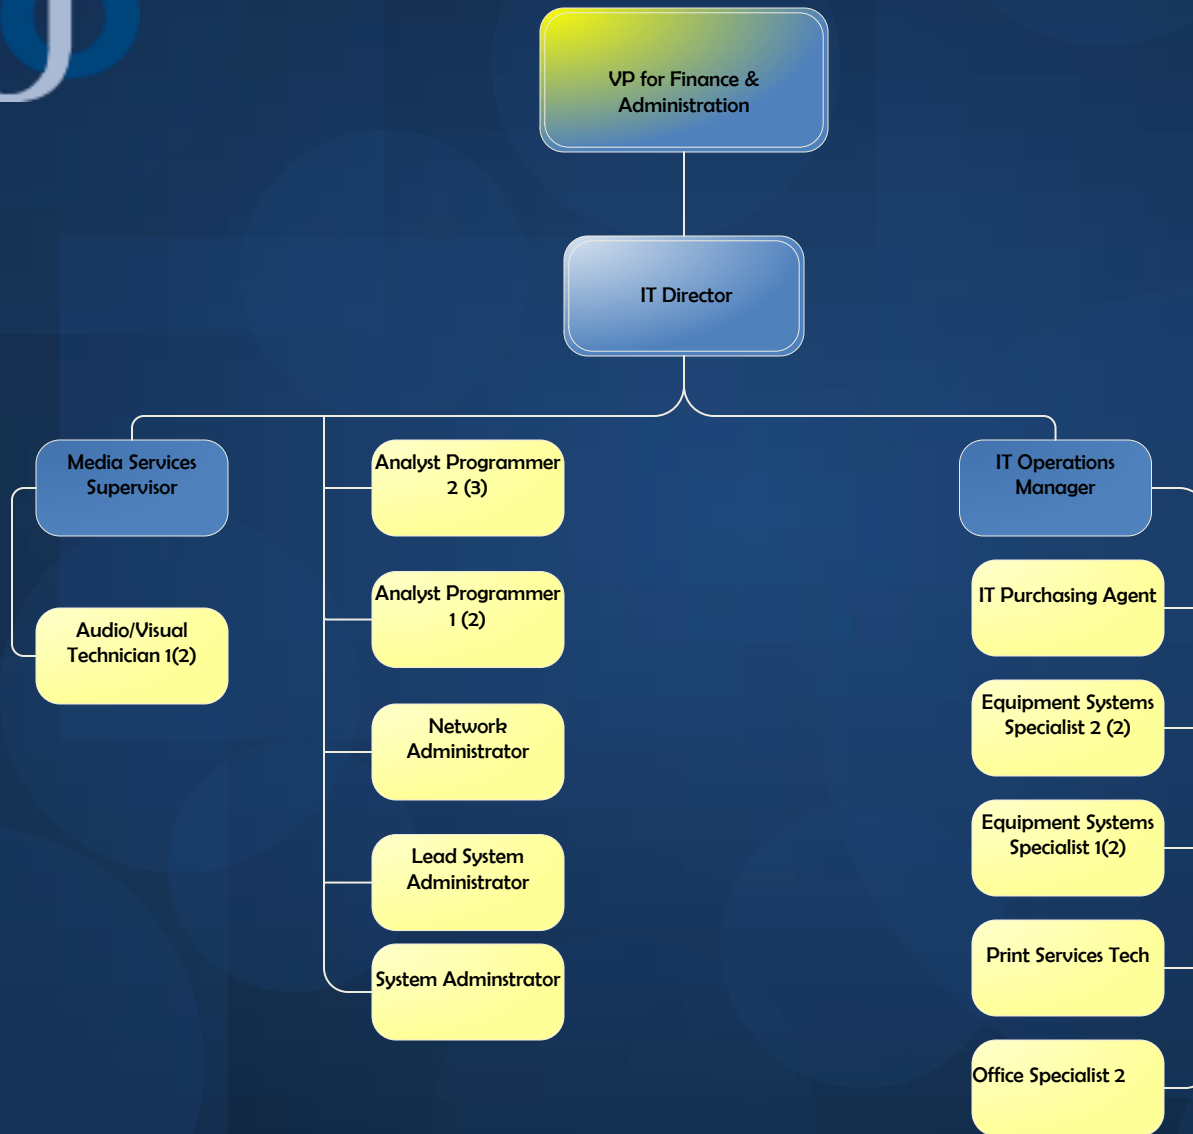 VP for Finance &
Administration
IT Director
Media Services
Supervisor
Audio/Visual
Technician 1(2)
Analyst Programmer
2 (3)
Analyst Programmer
1 (2)
Network
Administrator
Lead System
Administrator
System Adminstrator
IT Operations
Manager
IT Purchasing Agent
Equipment Systems
Specialist 2 (2)
Equipment Systems
Specialist 1(2)
Print Services Tech
Office Specialist 2